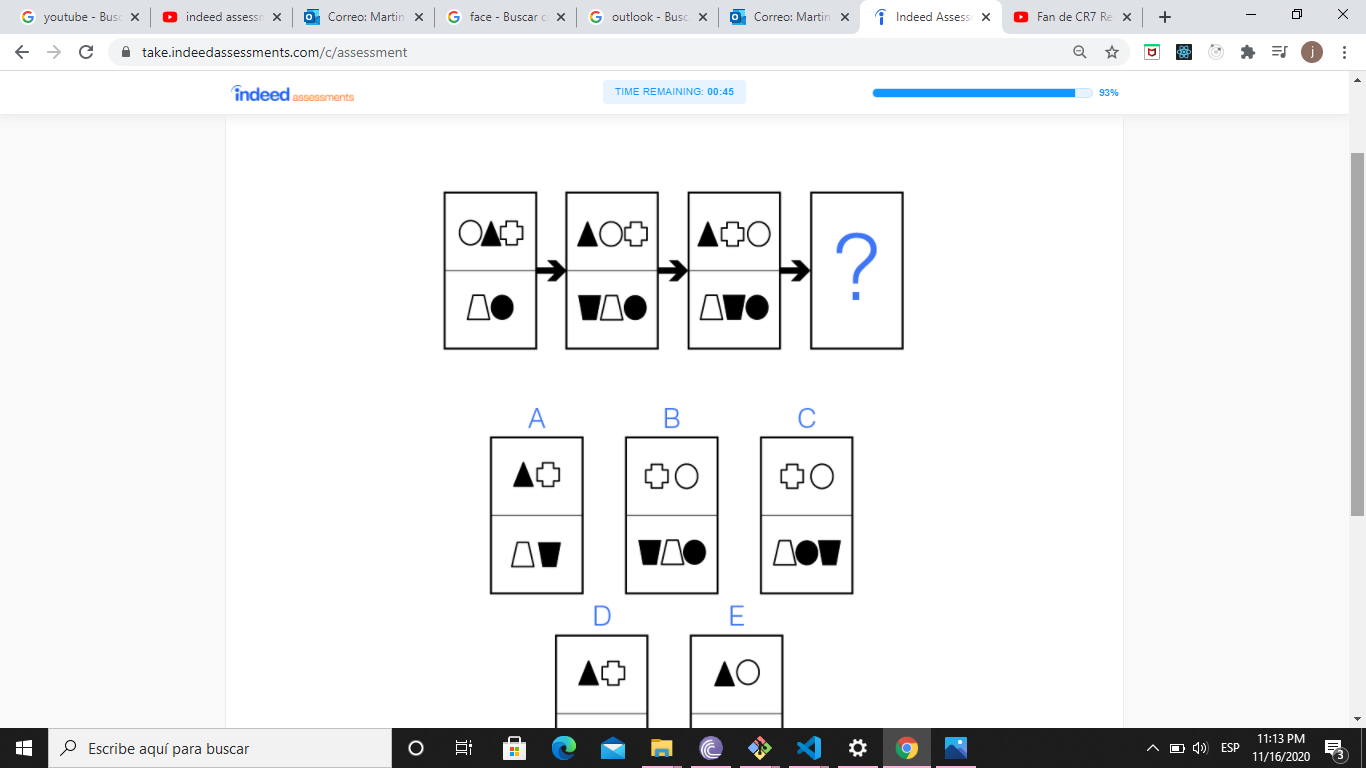 youtube - Busc
indeed assessm
Correo: Martin
face - Buscar c
outlook - Busc
Correo: Martin
Indeed Assess
Fan de CR7 Re
take.indeedassessments.com/c/assessment
j
indeed assessments
TIME REMAINING: 00:45
93%
?
A B C
D E
Escribe aquí para buscar
ESP
11:13 PM
11/16/2020
3